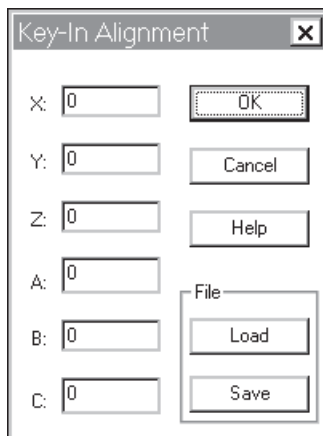 Key-In Alignment
X: 0
OK
Y: 0
Cancel
Z: 0
Help
A: 0
File
B: 0
Load
C: 0
Save